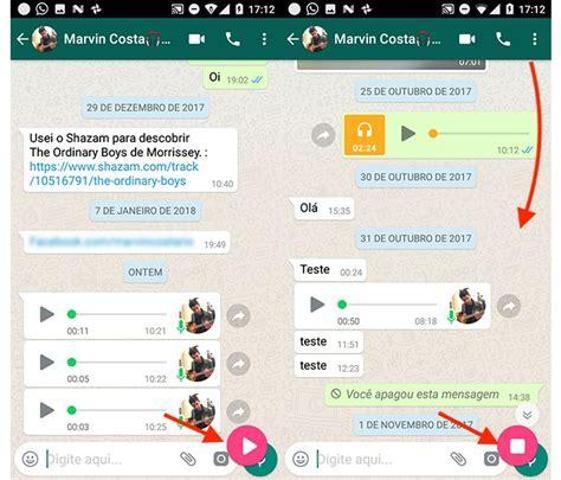 17:12
Marvin Costa🎧...
Oi 19:02
29 DE DEZEMBRO DE 2017
Usei o Shazam para descobrir
The Ordinary Boys de Morrissey. :
https://www.shazam.com/track
/10516791/the-ordinary-boys
10:40
7 DE JANEIRO DE 2018
19:49
ONTEM
00:11 10:21
00:05 10:22
00:03 10:25
Digite aqui...
17:12
Marvin Costa🎧...
07:01
25 DE OUTUBRO DE 2017
02:24
10:12
30 DE OUTUBRO DE 2017
Olá 15:35
31 DE OUTUBRO DE 2017
Teste 00:24
00:50 08:18
teste 11:51
teste 12:23
Você apagou esta mensagem 14:38
1 DE NOVEMBRO DE 2017
Digite aqui...